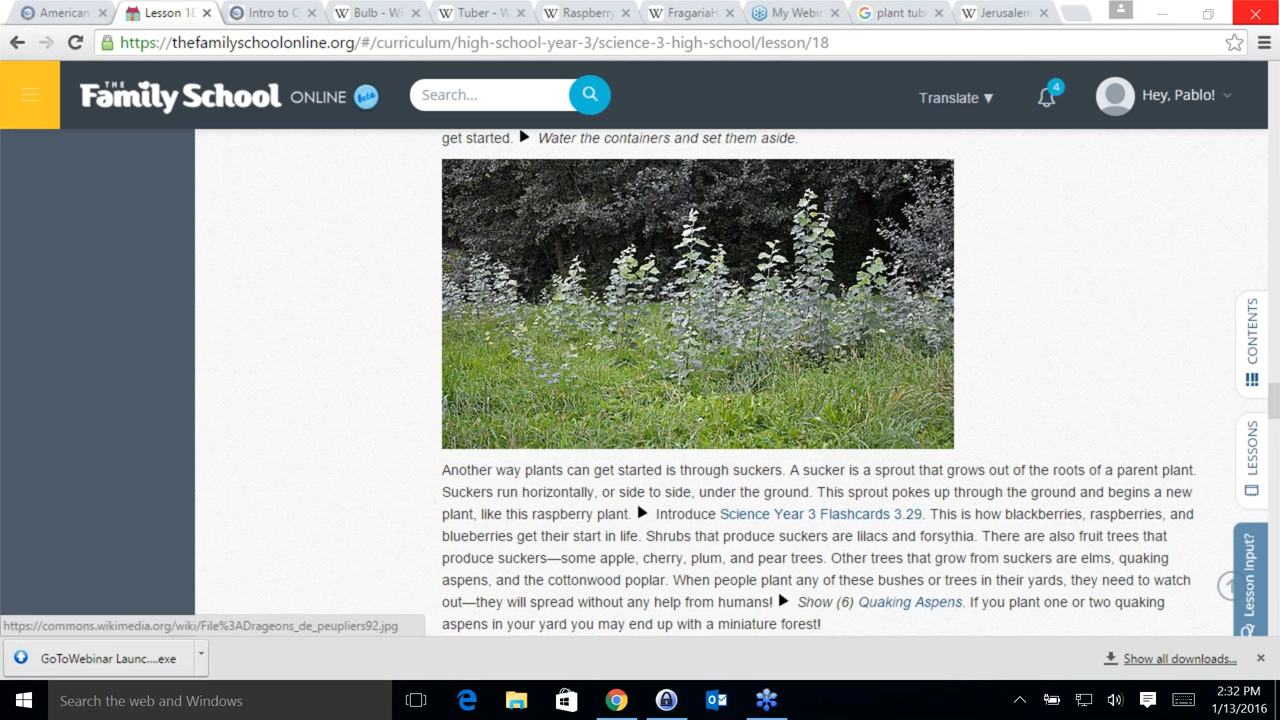 American
Lesson 18
Intro to C
Bulb - Wi
Tuber - W
Raspberry
FragariaH
My Webin
plant tub
Jerusalem
https://thefamilyschoolonline.org/#/curriculum/high-school-year-3/science-3-high-school/lesson/18
THE Family School ONLINE beta
Search...
Translate ▼
4
Hey, Pablo!
get started. ► Water the containers and set them aside.
Another way plants can get started is through suckers. A sucker is a sprout that grows out of the roots of a parent plant.
Suckers run horizontally, or side to side, under the ground. This sprout pokes up through the ground and begins a new
plant, like this raspberry plant. ► Introduce Science Year 3 Flashcards 3.29. This is how blackberries, raspberries, and
blueberries get their start in life. Shrubs that produce suckers are lilacs and forsythia. There are also fruit trees that
produce suckers—some apple, cherry, plum, and pear trees. Other trees that grow from suckers are elms, quaking
aspens, and the cottonwood poplar. When people plant any of these bushes or trees in their yards, they need to watch
out—they will spread without any help from humans! ► Show (6) Quaking Aspens. If you plant one or two quaking
aspens in your yard you may end up with a miniature forest!
CONTENTS
LESSONS
Lesson Input?
https://commons.wikimedia.org/wiki/File%3ADrageons_de_peupliers92.jpg
GoToWebinar Launc....exe
Show all downloads...
Search the web and Windows
2:32 PM
1/13/2016